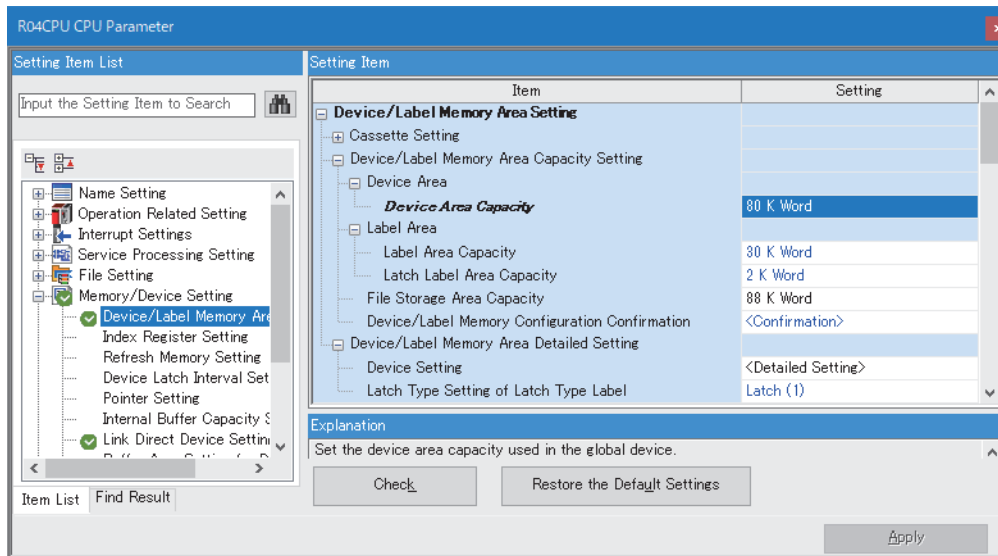 R04CPU CPU Parameter
Setting Item List
Input the Setting Item to Search
Name Setting
Operation Related Setting
Interrupt Settings
Service Processing Setting
File Setting
Memory/Device Setting
Device/Label Memory Are
Index Register Setting
Refresh Memory Setting
Device Latch Interval Set
Pointer Setting
Internal Buffer Capacity S
Link Direct Device Settin
Item List Find Result
Setting Item
Item Setting
Device/Label Memory Area Setting
Cassette Setting
Device/Label Memory Area Capacity Setting
Device Area
Device Area Capacity 80 K Word
Label Area
Label Area Capacity 30 K Word
Latch Label Area Capacity 2 K Word
File Storage Area Capacity 88 K Word
Device/Label Memory Configuration Confirmation <Confirmation>
Device/Label Memory Area Detailed Setting
Device Setting <Detailed Setting>
Latch Type Setting of Latch Type Label Latch (1)
Explanation
Set the device area capacity used in the global device.
Check Restore the Default Settings
Apply